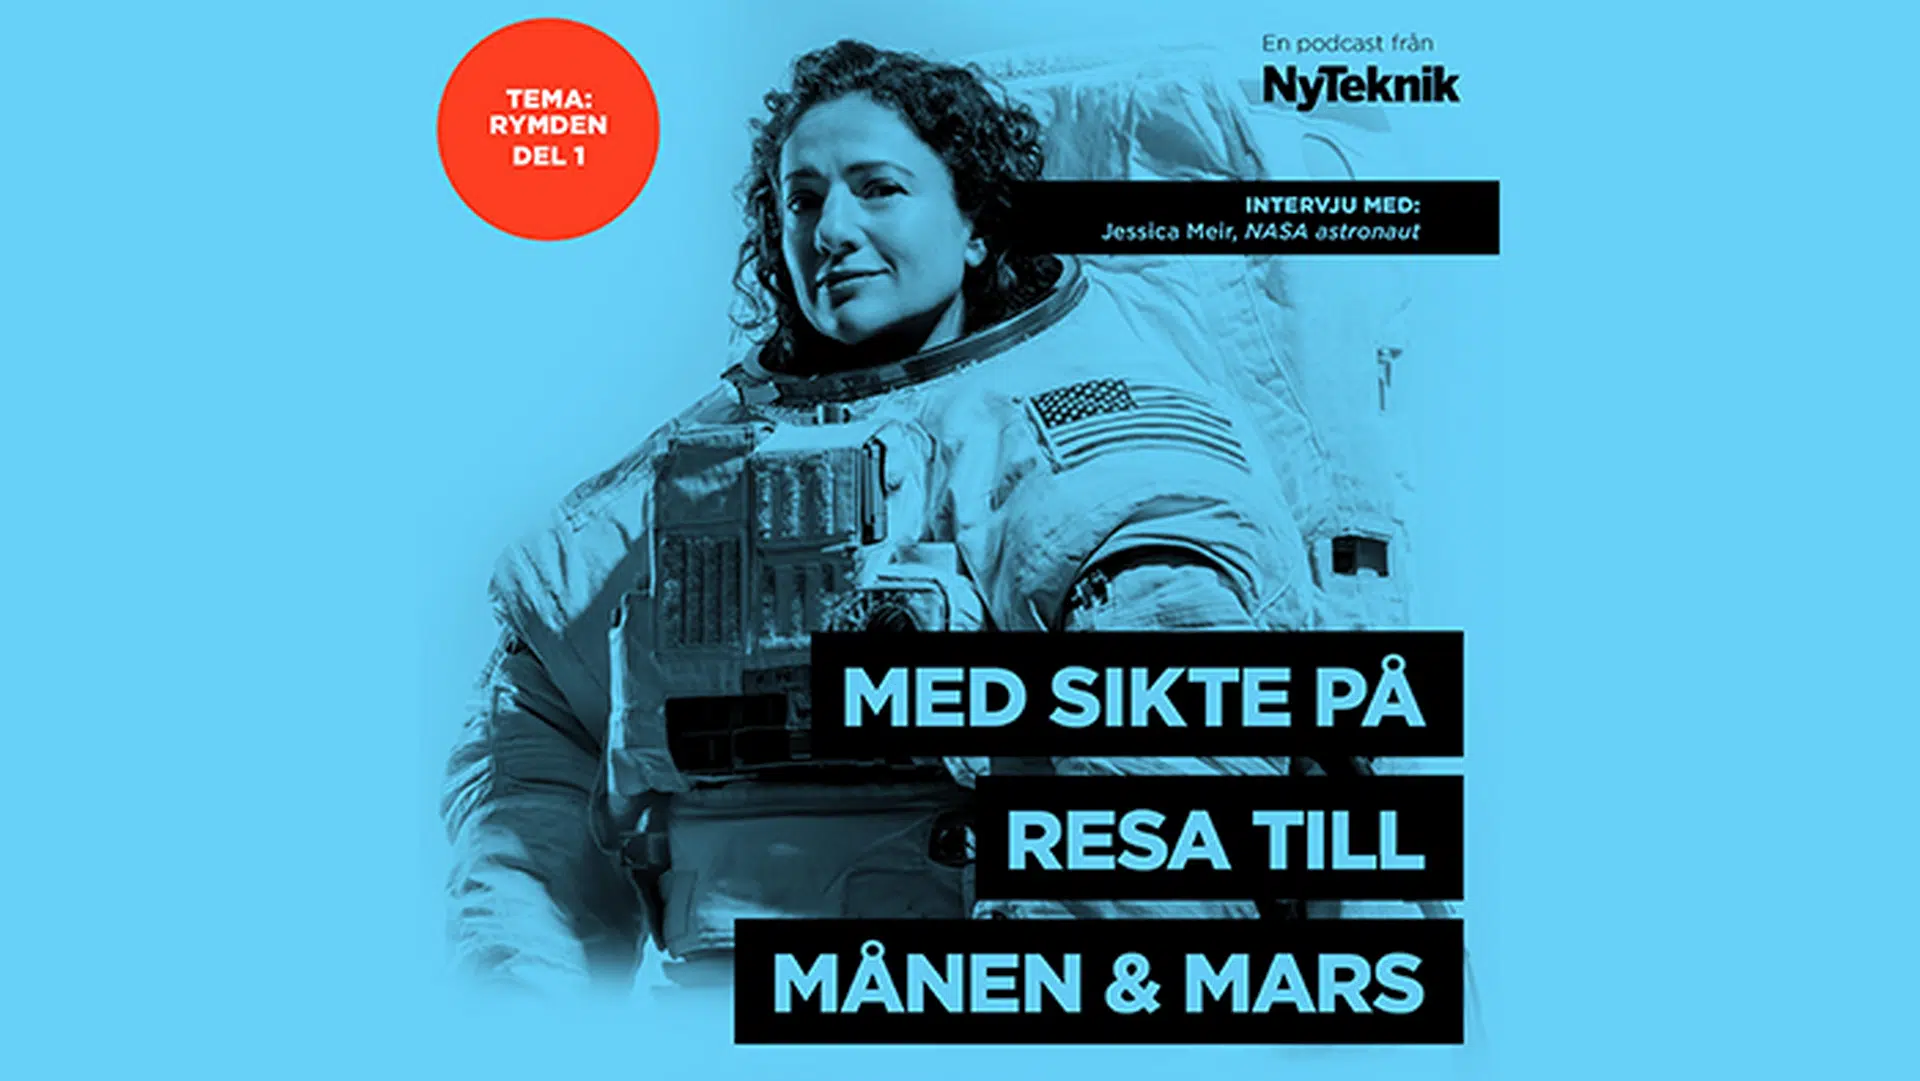 TEMA:
RYMDEN
DEL 1
En podcast från
NyTeknik
INTERVJU MED:
Jessica Meir, NASA astronaut
MED SIKTE PÅ
RESA TILL
MÅNEN & MARS